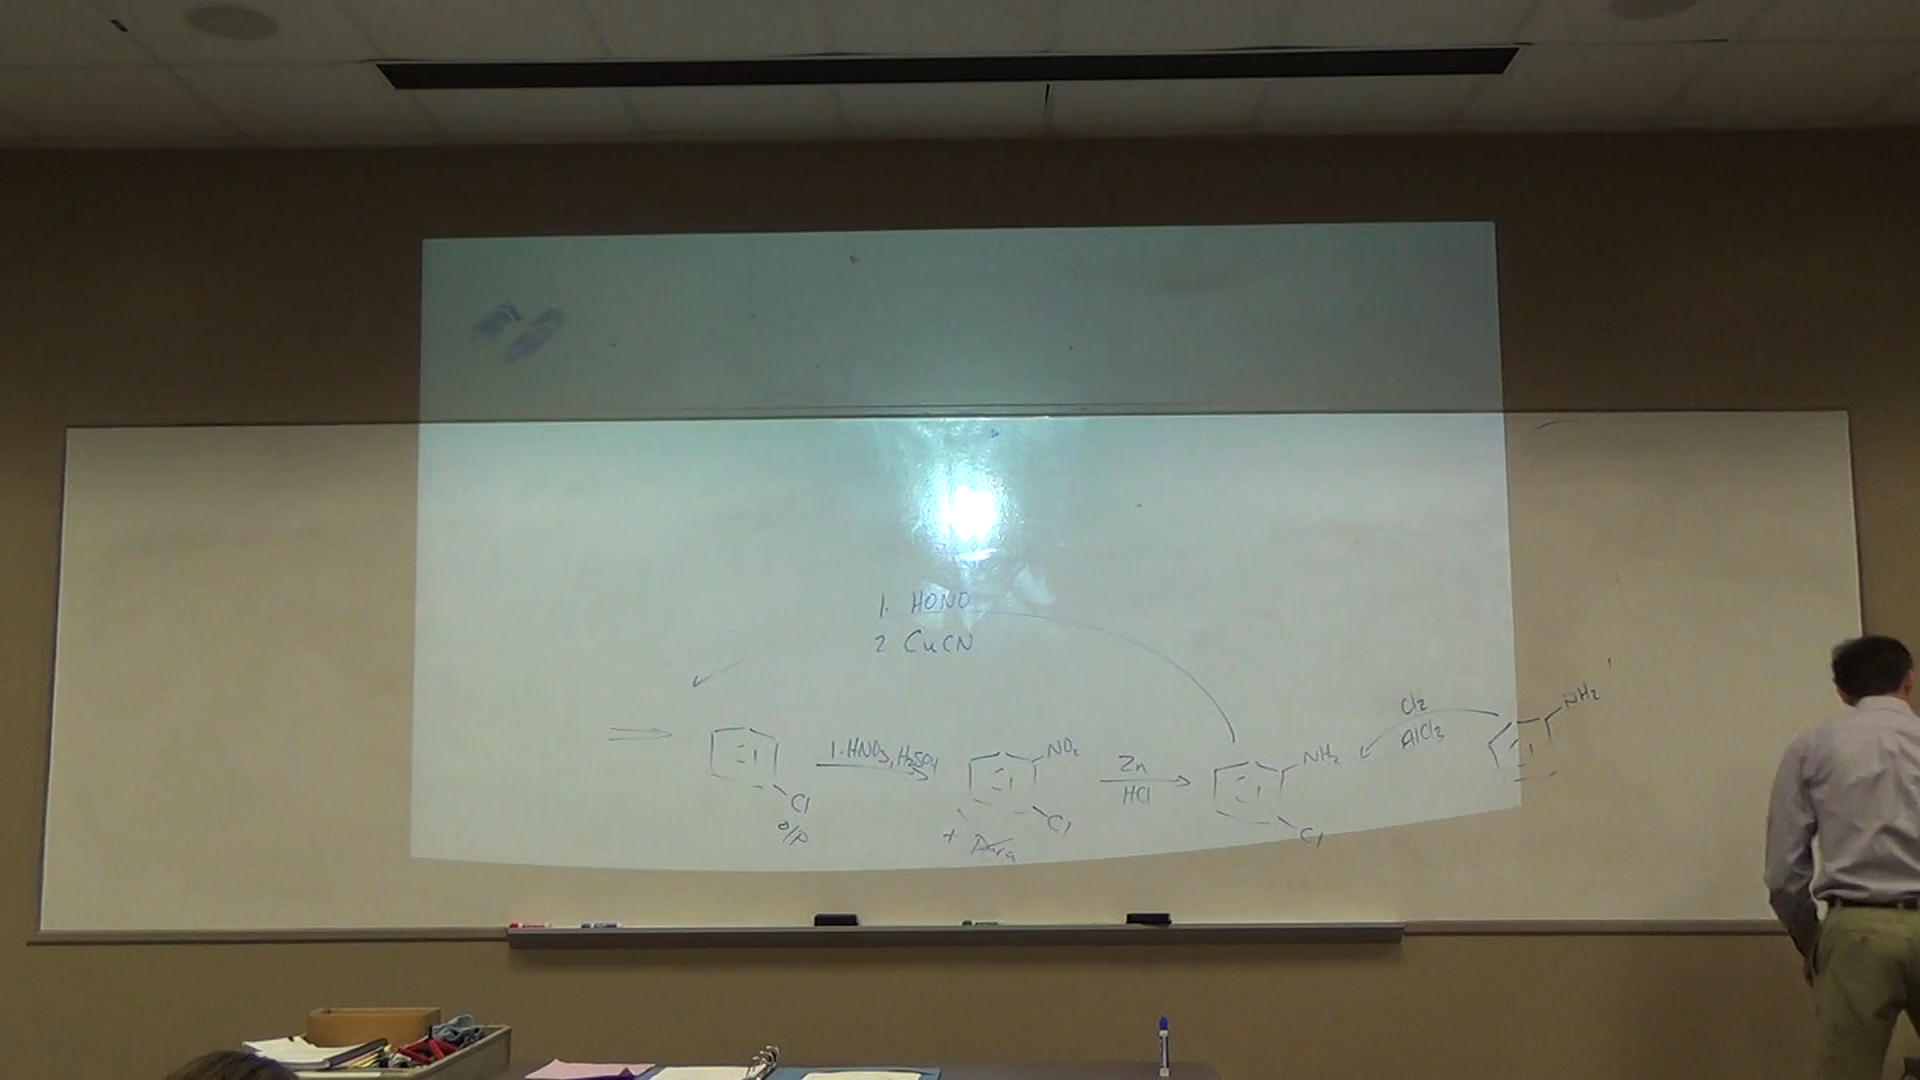 1. HONO
2 CuCN
Cl
o/p
1. HNO3, H2SO4
NO2
Cl
+ Para
Zn
HCl
NH2
Cl
Cl2
AlCl3
NH2